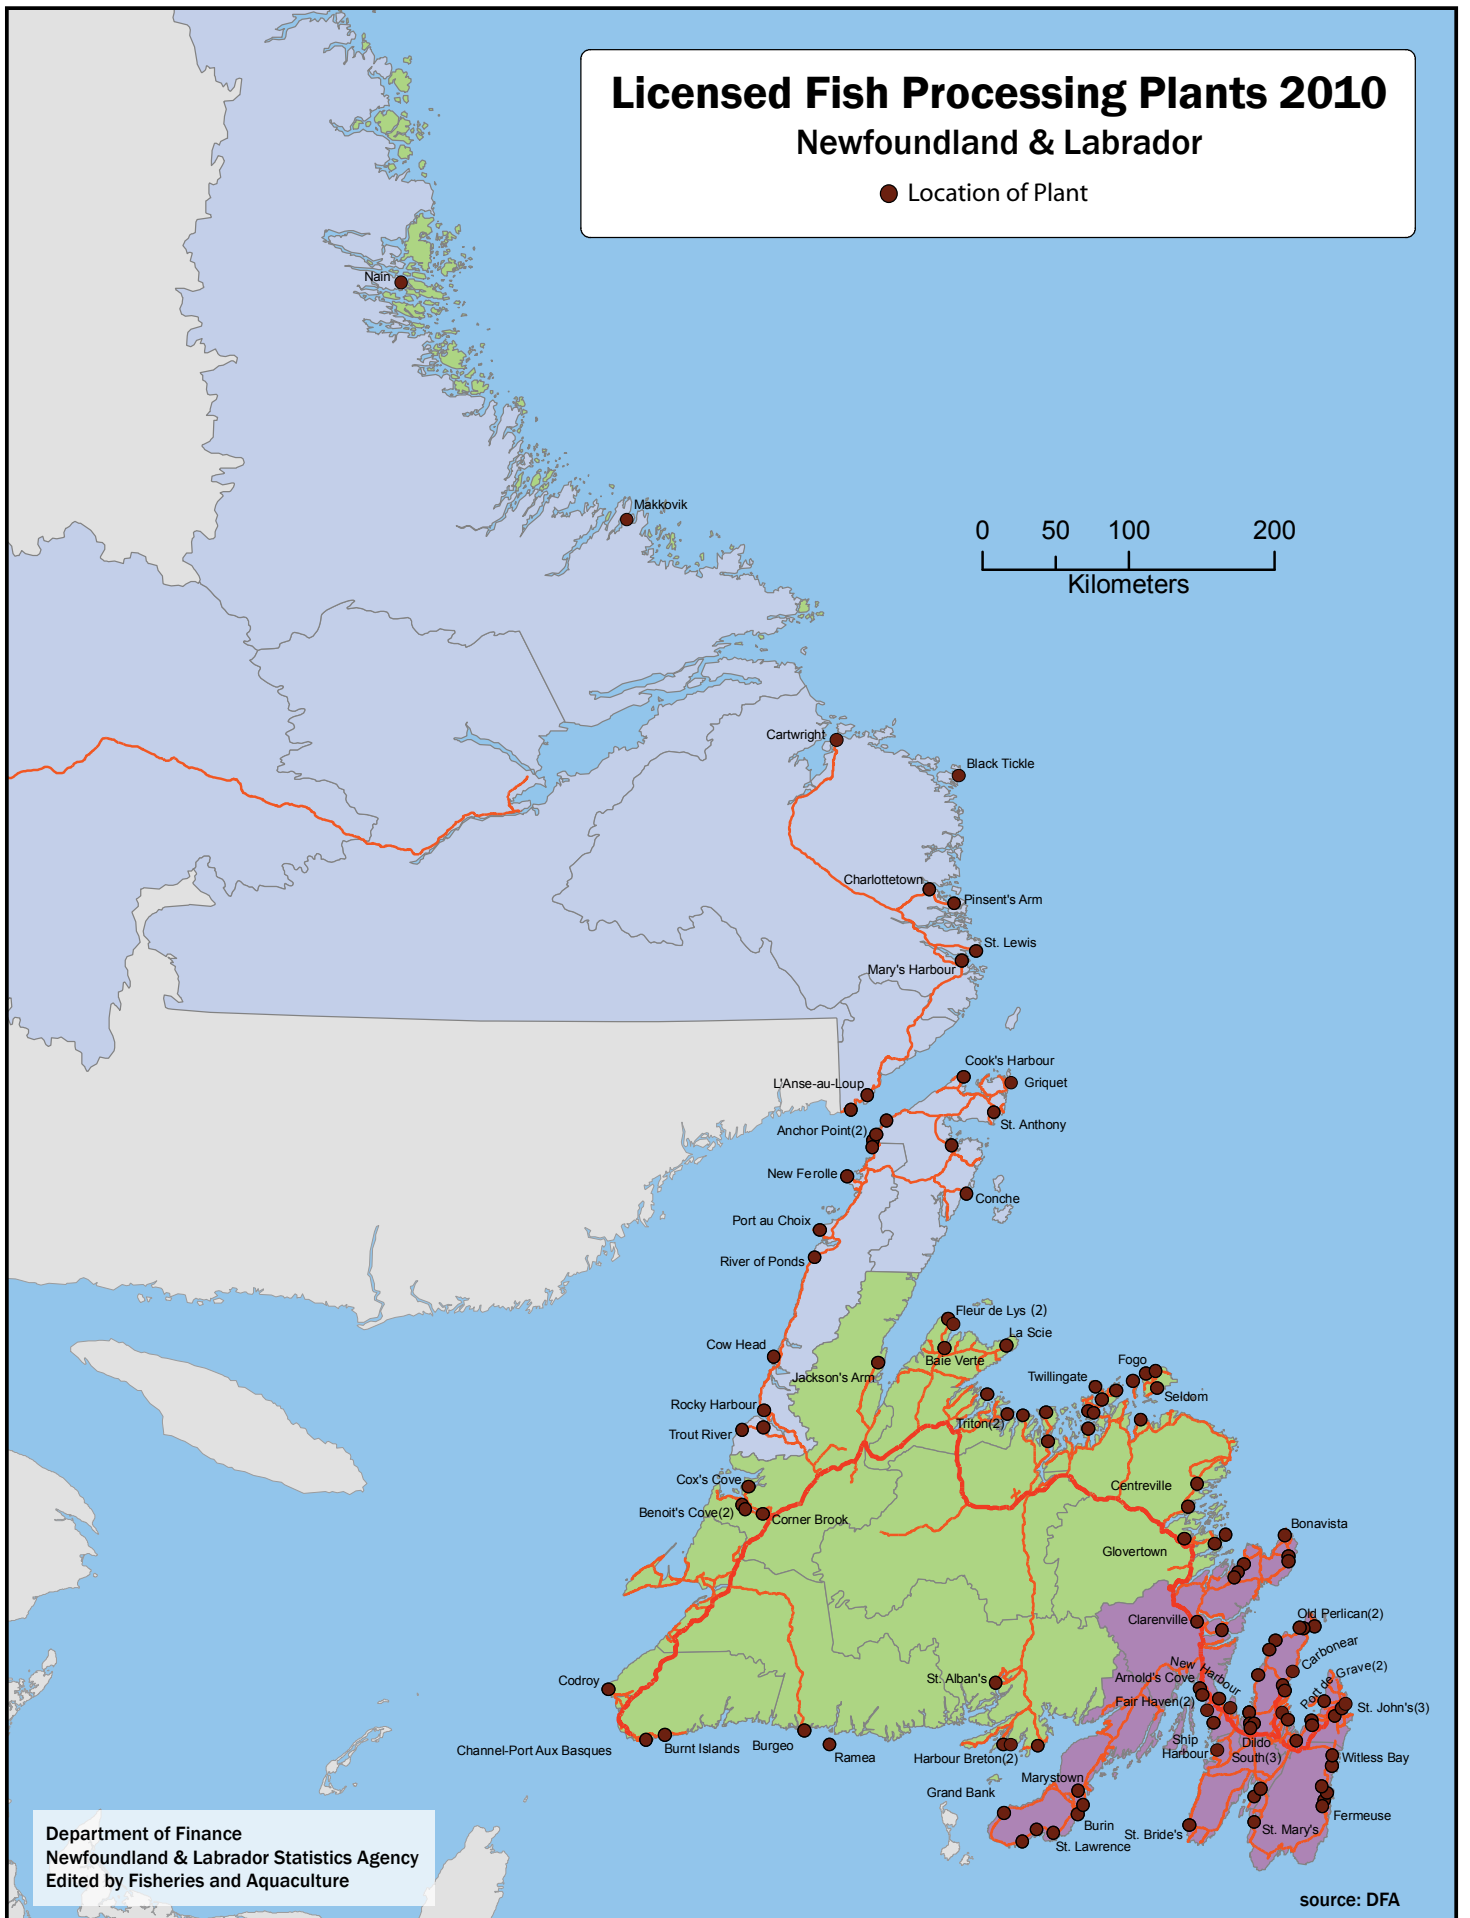 Licensed Fish Processing Plants 2010
Newfoundland & Labrador
Location of Plant
Nain
Makkovik
0 50 100 200
Kilometers
Cartwright
Black Tickle
Charlottetown
Pinsent's Arm
St. Lewis
Mary's Harbour
Cook's Harbour
L'Anse-au-Loup
Griquet
St. Anthony
Anchor Point(2)
New Ferolle
Conche
Port au Choix
River of Ponds
Fleur de Lys (2)
La Scie
Cow Head
Baie Verte
Fogo
Jackson's Arm
Twillingate
Seldom
Rocky Harbour
Triton(2)
Trout River
Cox's Cove
Centreville
Benoit's Cove(2)
Corner Brook
Bonavista
Glovertown
Old Perlican(2)
Clarenville
Carbonear
New Harbour
Port de Grave(2)
Codroy
St. Alban's
Arnold's Cove
Fair Haven(2)
St. John's(3)
Channel-Port Aux Basques
Burnt Islands
Burgeo
Ramea
Harbour Breton(2)
Ship
Harbour
Dildo
South(3)
Witless Bay
Marystown
Grand Bank
Burin
St. Lawrence
St. Bride's
St. Mary's
Fermeuse
Department of Finance
Newfoundland & Labrador Statistics Agency
Edited by Fisheries and Aquaculture
source: DFA